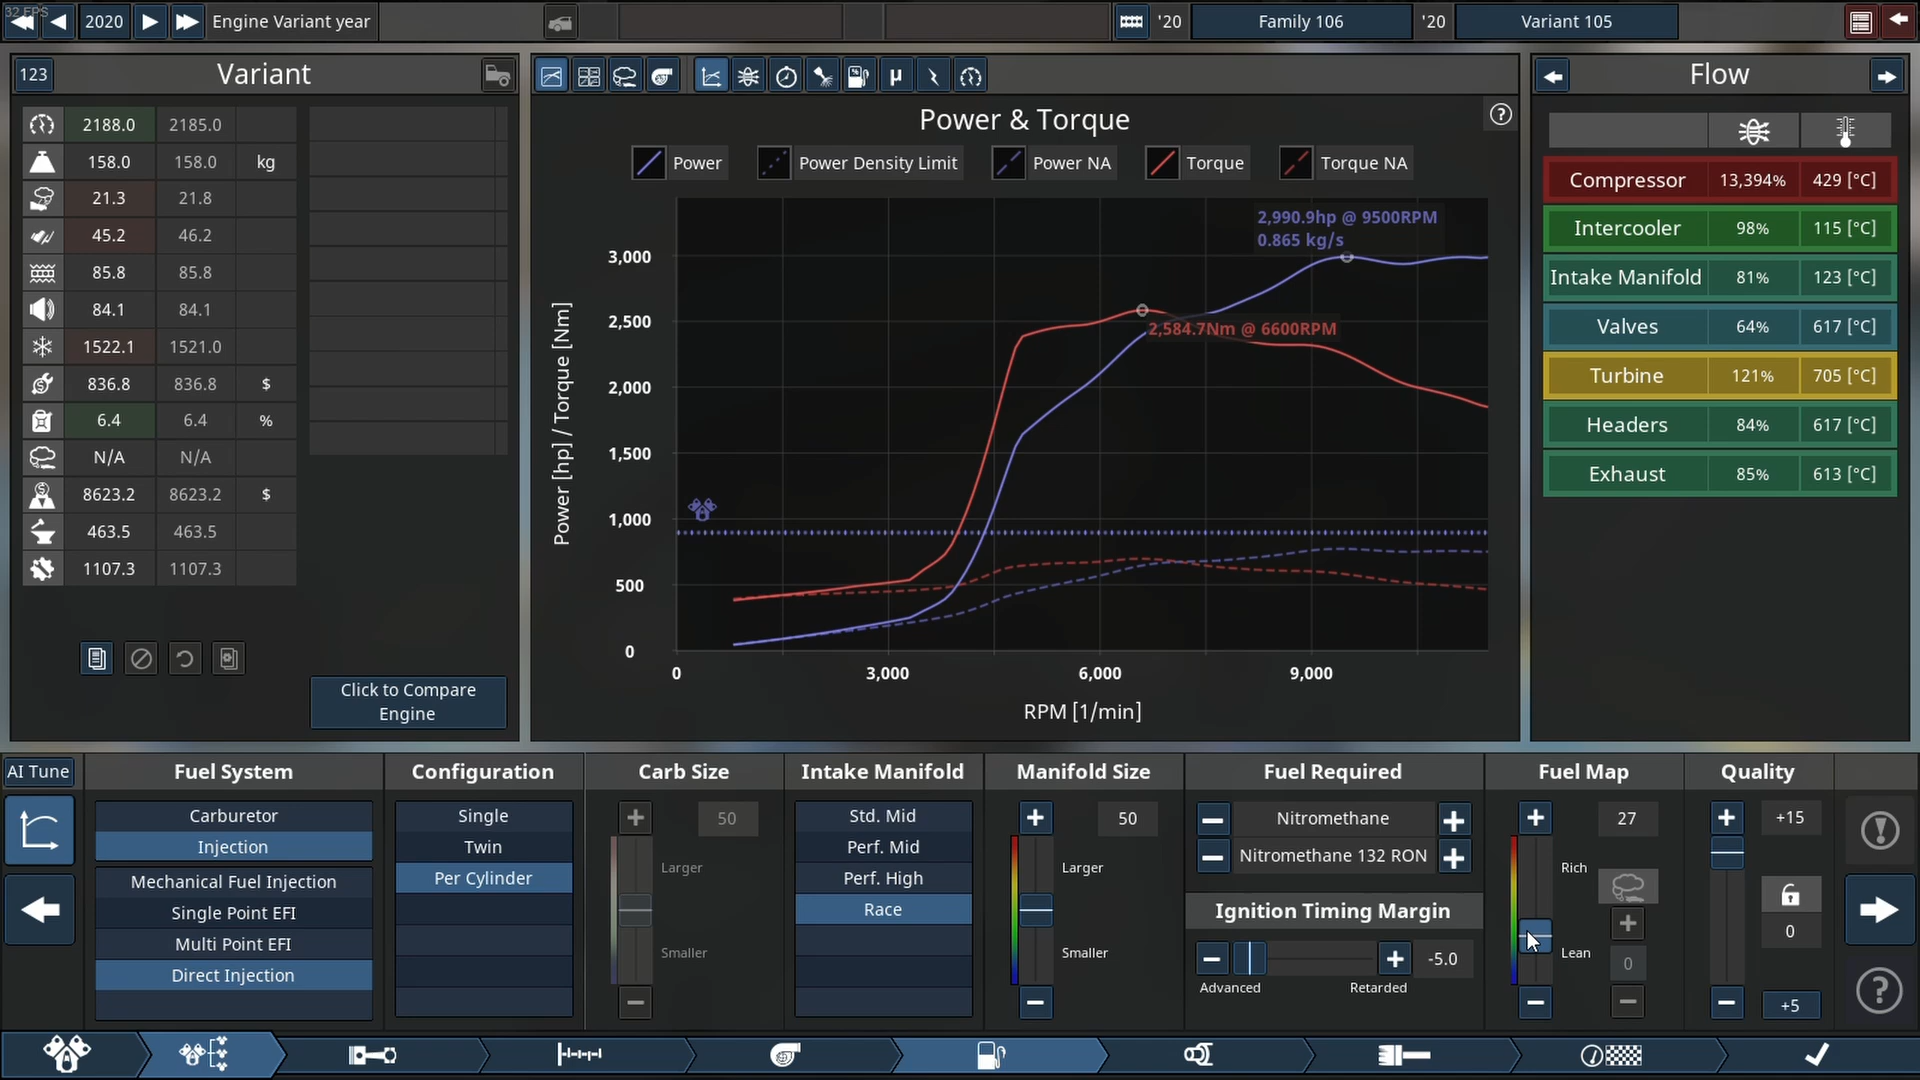 32 FPS
2020
Engine Variant year
'20
Family 106
'20
Variant 105
123
Variant
2188.0 2185.0
158.0 158.0 kg
21.3 21.8
45.2 46.2
85.8 85.8
84.1 84.1
1522.1 1521.0
836.8 836.8 $
6.4 6.4 %
N/A N/A
8623.2 8623.2 $
463.5 463.5
1107.3 1107.3
Click to Compare
Engine
μ
Power & Torque
?
Power
Power Density Limit
Power NA
Torque
Torque NA
2,990.9hp @ 9500RPM
0.865 kg/s
2,584.7Nm @ 6600RPM
Power [hp] / Torque [Nm]
3,000
2,500
2,000
1,500
1,000
500
0
0 3,000 6,000 9,000
RPM [1/min]
Flow
Compressor 13,394% 429 [°C]
Intercooler 98% 115 [°C]
Intake Manifold 81% 123 [°C]
Valves 64% 617 [°C]
Turbine 121% 705 [°C]
Headers 84% 617 [°C]
Exhaust 85% 613 [°C]
AI Tune
Fuel System
Carburetor
Injection
Mechanical Fuel Injection
Single Point EFI
Multi Point EFI
Direct Injection
Configuration
Single
Twin
Per Cylinder
Carb Size
+ 50
Larger
Smaller
−
Intake Manifold
Std. Mid
Perf. Mid
Perf. High
Race
Manifold Size
+ 50
Larger
Smaller
−
Fuel Required
− Nitromethane +
− Nitromethane 132 RON +
Ignition Timing Margin
− + -5.0
Advanced Retarded
Fuel Map
+ 27
Rich
+
Lean
0
− −
Quality
+ +15
0
− +5
!
?